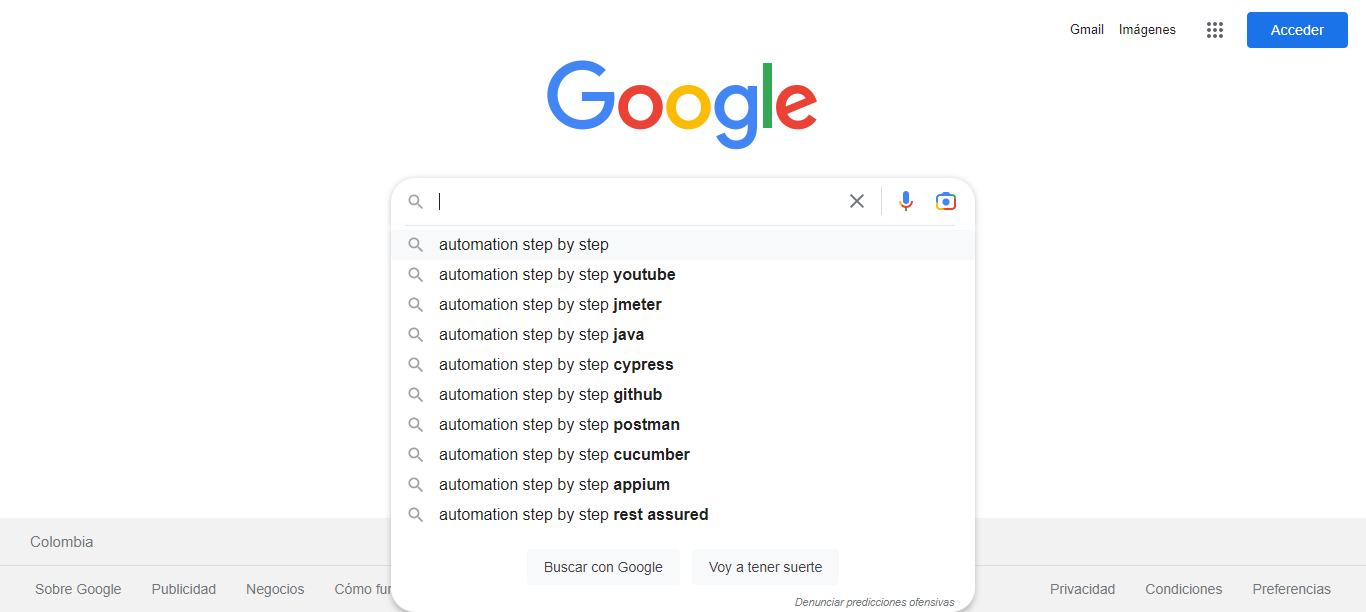 Gmail Imágenes Acceder
Google
automation step by step
automation step by step youtube
automation step by step jmeter
automation step by step java
automation step by step cypress
automation step by step github
automation step by step postman
automation step by step cucumber
automation step by step appium
automation step by step rest assured
Colombia
Buscar con Google Voy a tener suerte
Sobre Google Publicidad Negocios Cómo Privacidad Condiciones Preferencias
Denunciar predicciones ofensivas